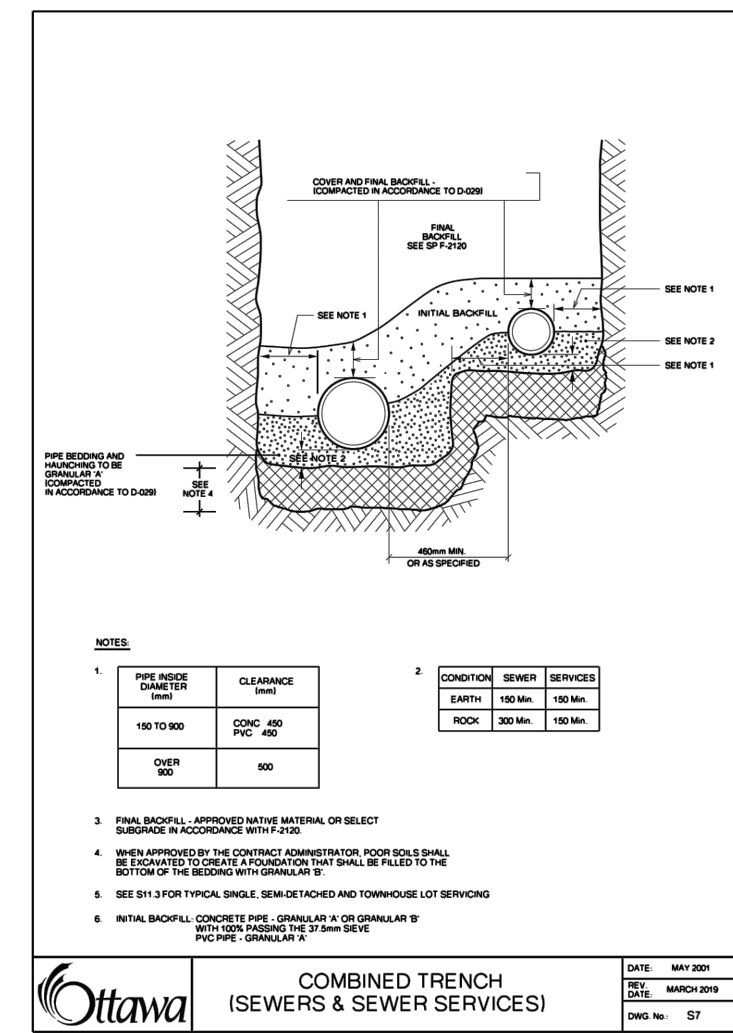 COVER AND FINAL BACKFILL -
(COMPACTED IN ACCORDANCE TO D-029)
FINAL
BACKFILL
SEE SP F-2120
SEE NOTE 1
INITIAL BACKFILL
SEE NOTE 1
SEE NOTE 2
SEE NOTE 1
PIPE BEDDING AND
HAUNCHING TO BE
GRANULAR 'A'
(COMPACTED
IN ACCORDANCE TO D-029)
SEE NOTE 2
SEE
NOTE 4
460mm MIN.
OR AS SPECIFIED
NOTES:
1.
PIPE INSIDE
DIAMETER
(mm)
CLEARANCE
(mm)
150 TO 900
CONC 450
PVC 450
OVER
900
500
2.
CONDITION SEWER SERVICES
EARTH 150 Min. 150 Min.
ROCK 300 Min. 150 Min.
3. FINAL BACKFILL - APPROVED NATIVE MATERIAL OR SELECT
SUBGRADE IN ACCORDANCE WITH F-2120.
4. WHEN APPROVED BY THE CONTRACT ADMINISTRATOR, POOR SOILS SHALL
BE EXCAVATED TO CREATE A FOUNDATION THAT SHALL BE FILLED TO THE
BOTTOM OF THE BEDDING WITH GRANULAR 'B'.
5. SEE S11.3 FOR TYPICAL SINGLE, SEMI-DETACHED AND TOWNHOUSE LOT SERVICING
6. INITIAL BACKFILL: CONCRETE PIPE - GRANULAR 'A' OR GRANULAR 'B'
WITH 100% PASSING THE 37.5mm SIEVE
PVC PIPE - GRANULAR 'A'
Ottawa
COMBINED TRENCH
(SEWERS & SEWER SERVICES)
DATE: MAY 2001
REV.
DATE: MARCH 2019
DWG. No.: S7